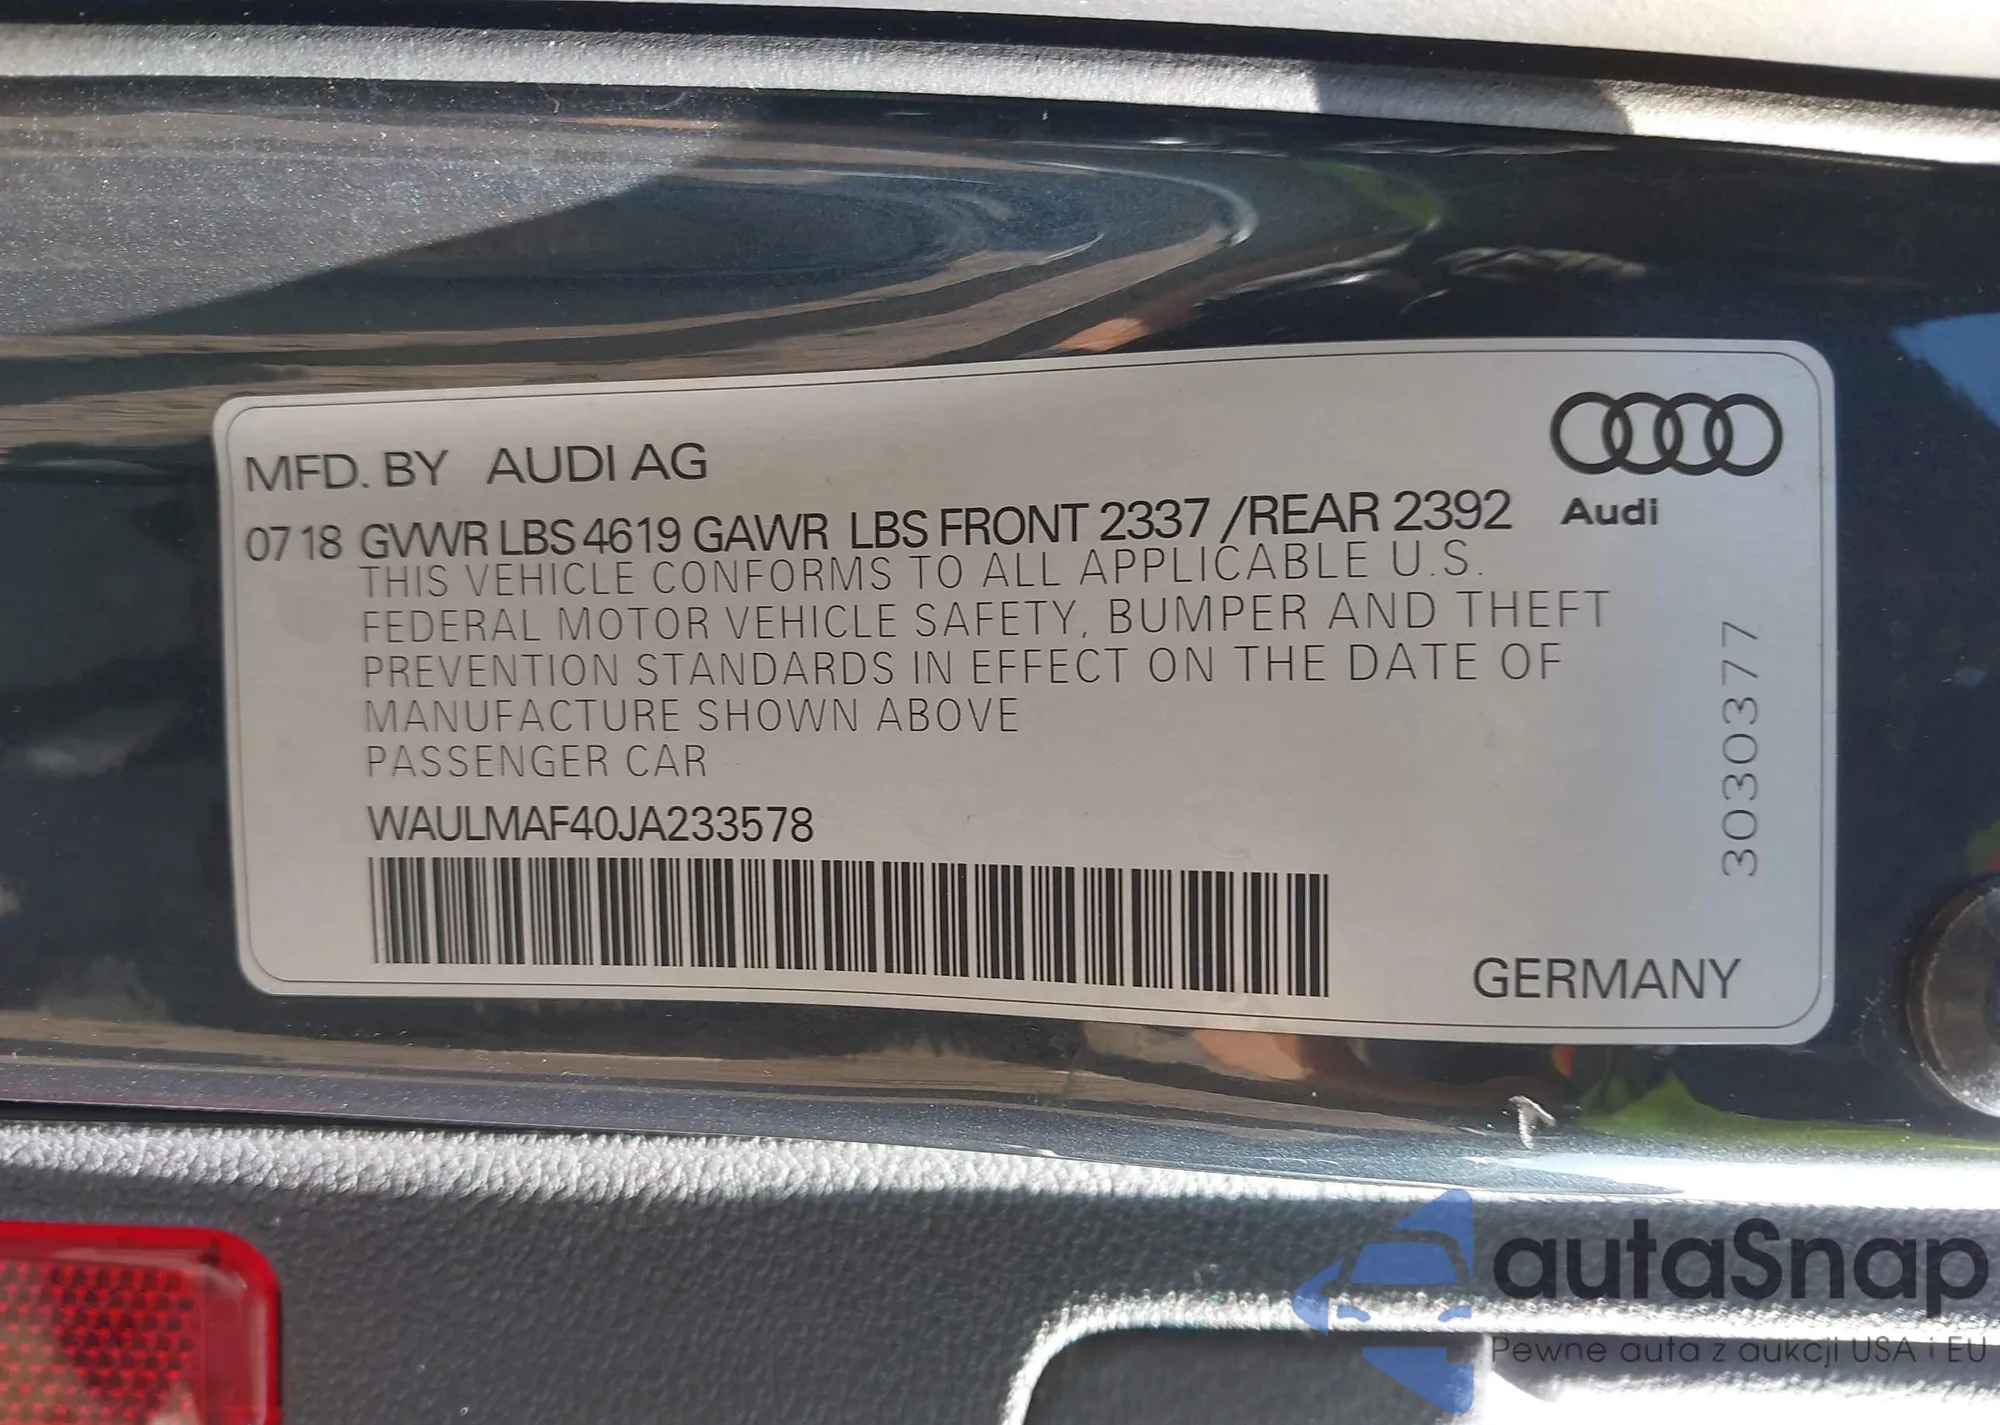 MFD. BY AUDI AG
Audi
07 18 GVWR LBS 4619 GAWR LBS FRONT 2337 /REAR 2392
THIS VEHICLE CONFORMS TO ALL APPLICABLE U.S.
FEDERAL MOTOR VEHICLE SAFETY, BUMPER AND THEFT
PREVENTION STANDARDS IN EFFECT ON THE DATE OF
MANUFACTURE SHOWN ABOVE
PASSENGER CAR
WAULMAF40JA233578
3030377
GERMANY
autaSnap
Pewne auta z aukcji USA i EU